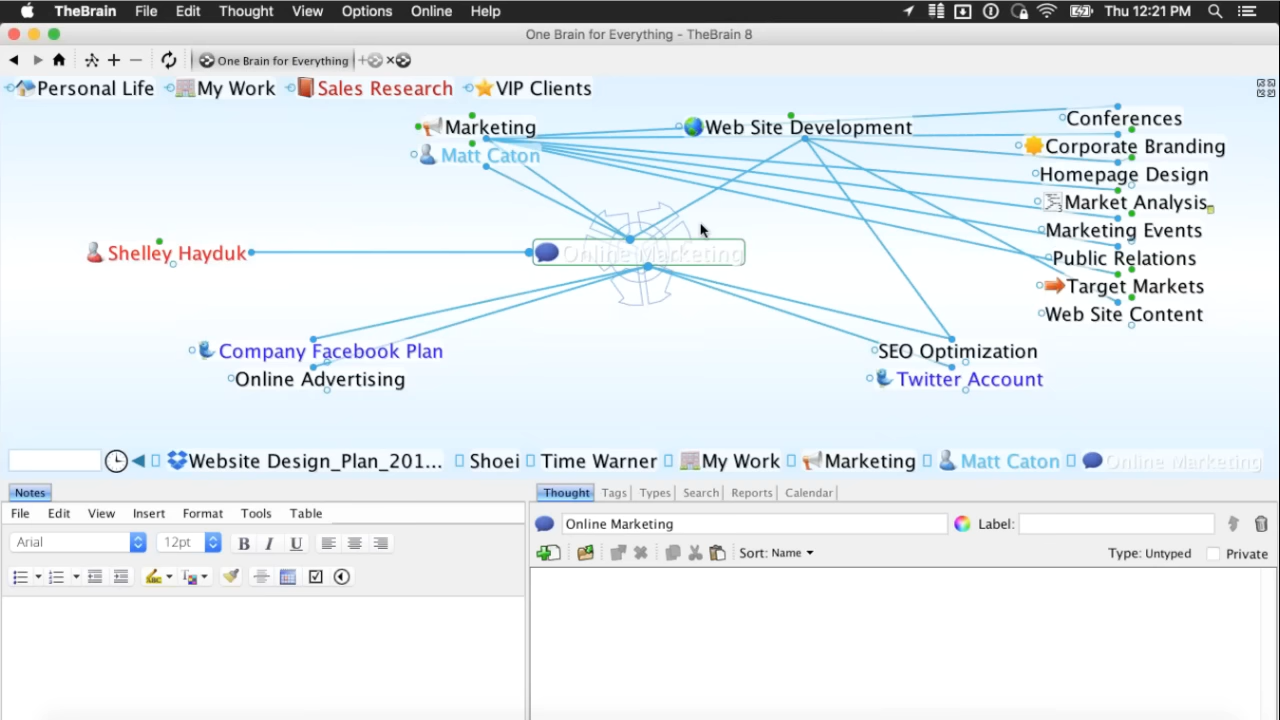 TheBrain File Edit Thought View Options Online Help Thu 12:21 PM
One Brain for Everything - TheBrain 8
One Brain for Everything
Personal Life My Work Sales Research VIP Clients
Marketing Web Site Development
Matt Caton
Conferences
Corporate Branding
Homepage Design
Market Analysis
Marketing Events
Public Relations
Target Markets
Web Site Content
Shelley Hayduk Online Marketing
Company Facebook Plan
Online Advertising
SEO Optimization
Twitter Account
Website Design_Plan_201... Shoei Time Warner My Work Marketing Matt Caton Online Marketing
Notes
File Edit View Insert Format Tools Table
Arial 12pt B I U
ABC T
Thought Tags Types Search Reports Calendar
Online Marketing Label:
Sort: Name Type: Untyped Private